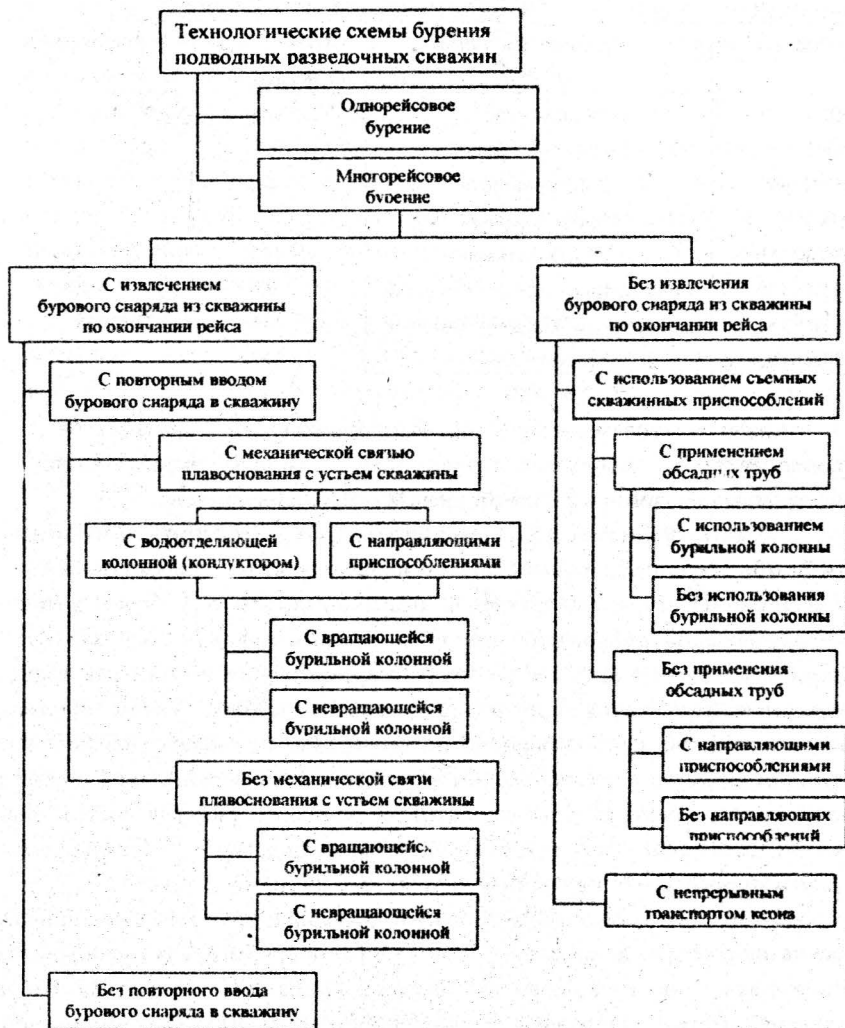 Технологические схемы бурения
подводных разведочных скважин
Однорейсовое
бурение
Многорейсовое
бурение
С извлечением
бурового снаряда из скважины
по окончании рейса
Без извлечения
бурового снаряда из скважины
по окончании рейса
С повторным вводом
бурового снаряда в скважину
С механической связью
плавоснования с устьем скважины
С водоотделяющей
колонной (кондуктором)
С направляющими
приспособлениями
С вращающейся
бурильной колонной
С невращающейся
бурильной колонной
Без механической связи
плавоснования с устьем скважины
С вращающейся
бурильной колонной
С невращающейся
бурильной колонной
Без повторного ввода
бурового снаряда в скважину
С использованием съемных
скважинных приспособлений
С применением
обсадных труб
С использованием
бурильной колонны
Без использования
бурильной колонны
Без применения
обсадных труб
С направляющими
приспособлениями
Без направляющих
приспособлений
С непрерывным
транспортом керна